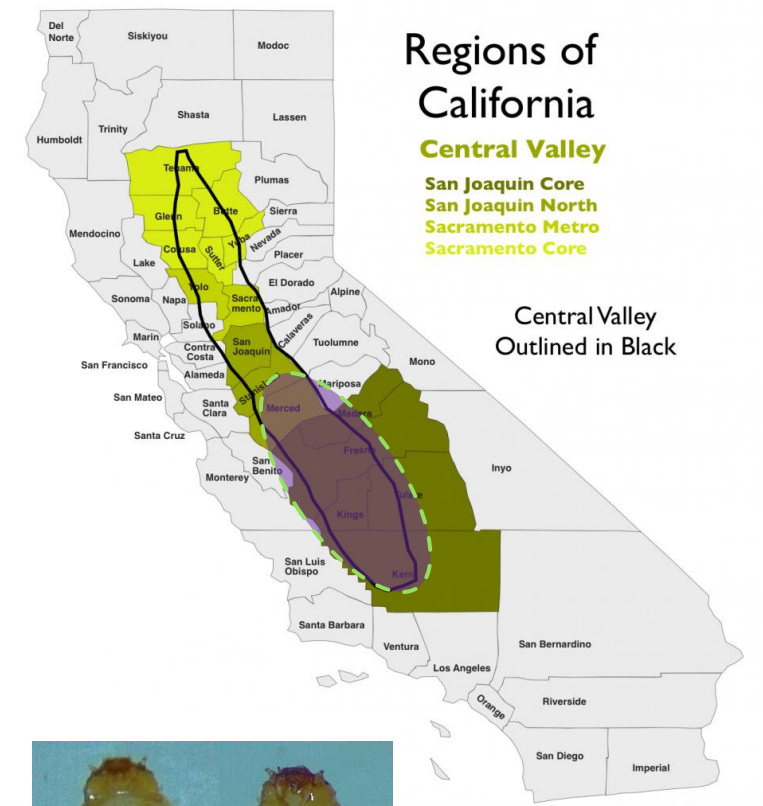 Regions of
California
Central Valley
San Joaquin Core
San Joaquin North
Sacramento Metro
Sacramento Core
Central Valley
Outlined in Black
Del
Norte
Siskiyou
Modoc
Humboldt
Trinity
Shasta
Lassen
Tehama
Plumas
Mendocino
Glenn
Butte
Sierra
Colusa
Sutter
Yuba
Nevada
Lake
Placer
Yolo
El Dorado
Sonoma
Napa
Sacra
mento
Amador
Alpine
Solano
Marin
Contra
Costa
San
Joaquin
Calaveras
Tuolumne
Mono
San Francisco
Alameda
Stanisl
Mariposa
San Mateo
Santa
Clara
Merced
Madera
Santa Cruz
San
Benito
Fresno
Monterey
Inyo
Tulare
Kings
San Luis
Obispo
Kern
Santa Barbara
Ventura
San Bernardino
Los Angeles
Orange
Riverside
San Diego
Imperial